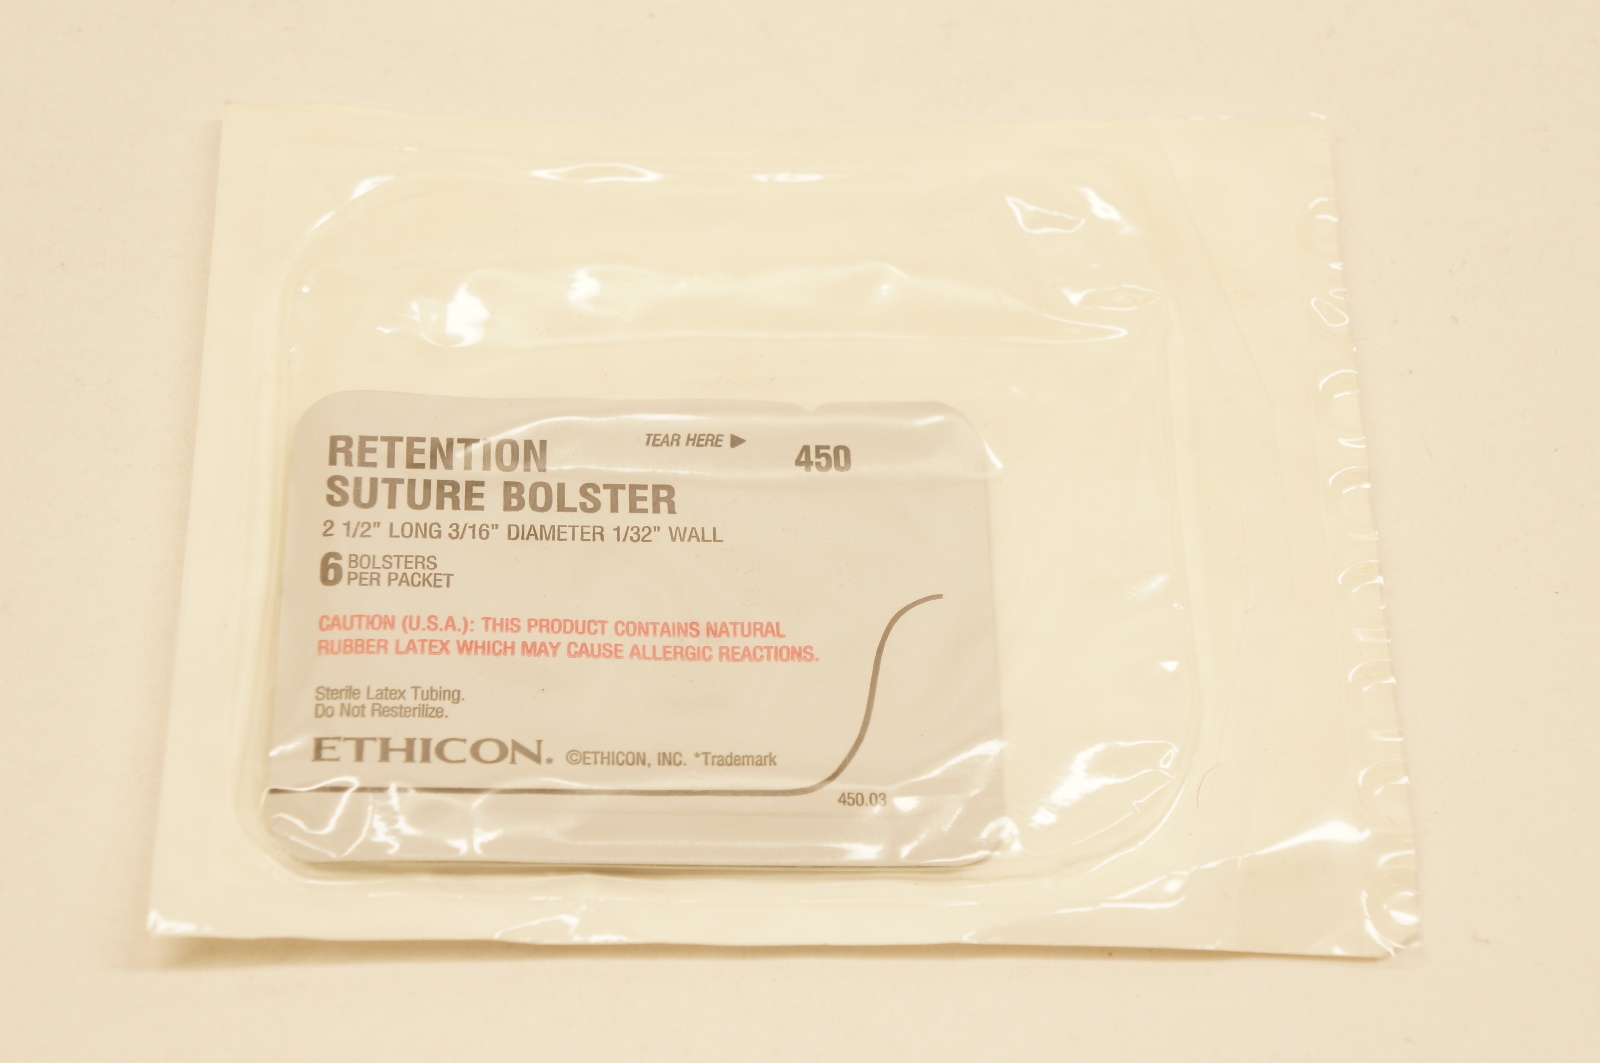 TEAR HERE ▶
450
RETENTION
SUTURE BOLSTER
2 1/2" LONG 3/16" DIAMETER 1/32" WALL
6 BOLSTERS
PER PACKET
CAUTION (U.S.A.): THIS PRODUCT CONTAINS NATURAL
RUBBER LATEX WHICH MAY CAUSE ALLERGIC REACTIONS.
Sterile Latex Tubing.
Do Not Resterilize.
ETHICON. ©ETHICON, INC. *Trademark
450.03